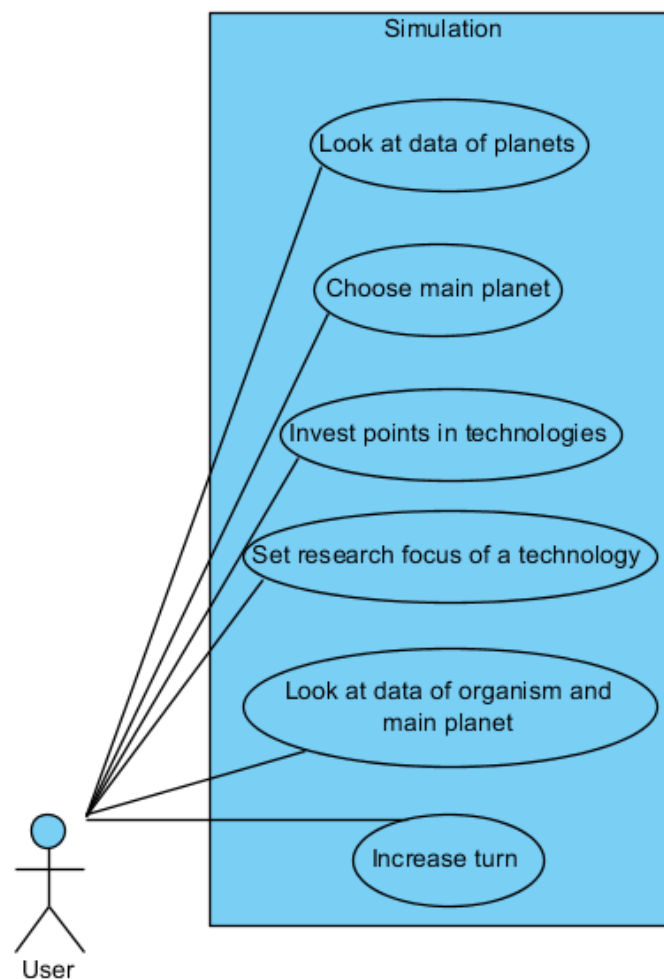 Simulation
Look at data of planets
Choose main planet
Invest points in technologies
Set research focus of a technology
Look at data of organism and
main planet
Increase turn
User